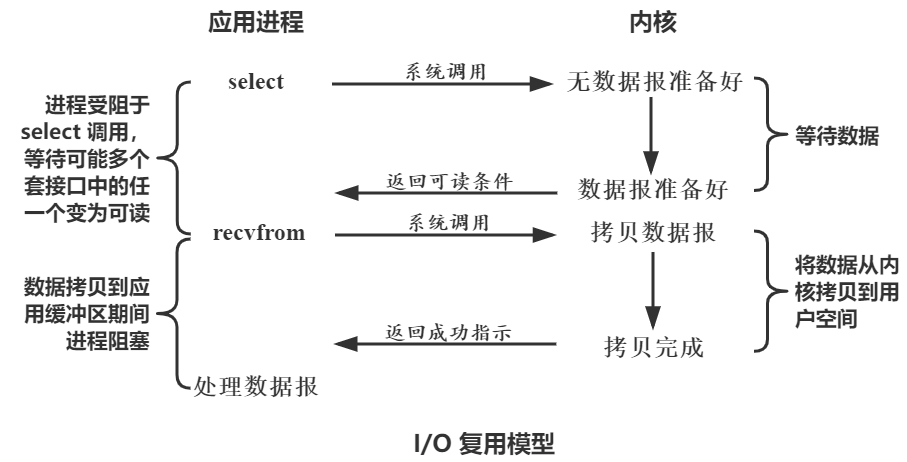 应用进程
内核
select
系统调用
无数据报准备好
进程受阻于
select 调用，
等待可能多个
套接口中的任
一个变为可读
等待数据
返回可读条件
数据报准备好
recvfrom
系统调用
拷贝数据报
数据拷贝到应
用缓冲区期间
进程阻塞
将数据从内
核拷贝到用
户空间
返回成功指示
拷贝完成
处理数据报
I/O 复用模型